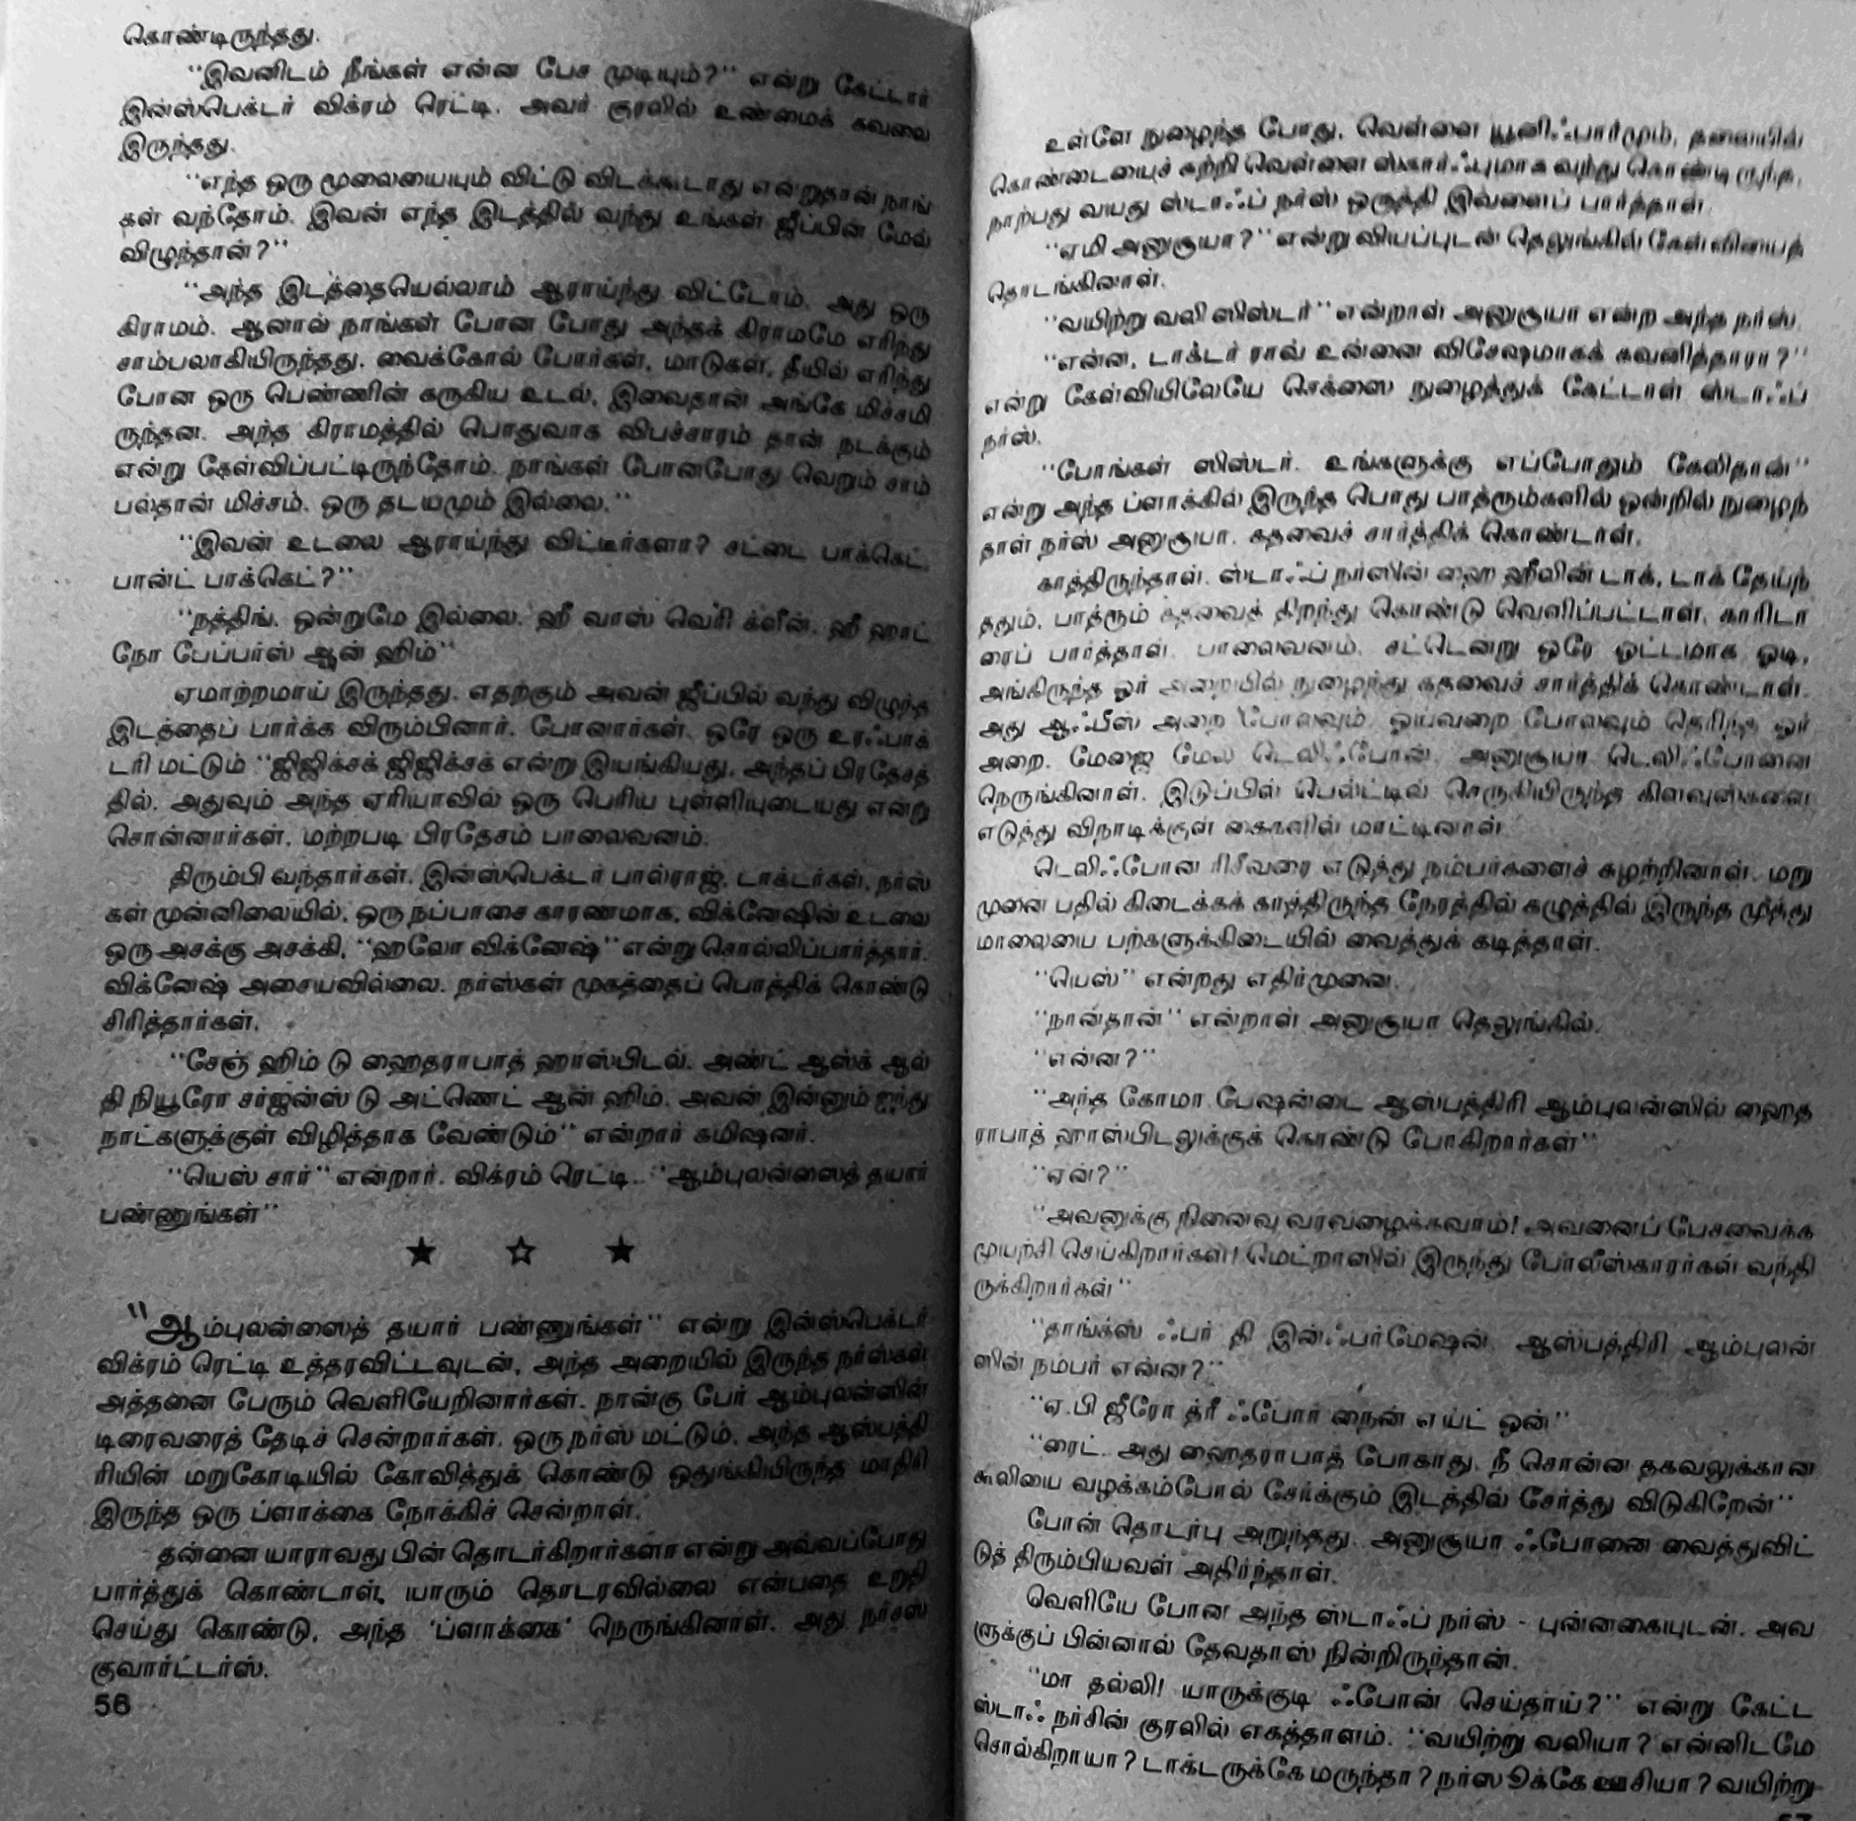 கொண்டிருந்தது.
"இவனிடம் நீங்கள் என்ன பேச முடியும்?" என்று கேட்டார்
இன்ஸ்பெக்டர் விக்ரம் ரெட்டி. அவர் குரலில் உண்மைக் கவலை
இருந்தது.
"எந்த ஒரு மூலையையும் விட்டு விடக்கூடாது என்றுதான் நாங்
கள் வந்தோம். இவன் எந்த இடத்தில் வந்து உங்கள் ஜீப்பின் மேல்
விழுந்தான்?"
"அந்த இடத்தையெல்லாம் ஆராய்ந்து விட்டோம். அது ஒரு
கிராமம். ஆனால் நாங்கள் போன போது அந்தக் கிராமமே எரிந்து
சாம்பலாகியிருந்தது. வைக்கோல் போர்கள், மாடுகள், தீயில் எரிந்து
போன ஒரு பெண்ணின் கருகிய உடல், இவைதான் அங்கே மிச்சமி
ருந்தன. அந்த கிராமத்தில் பொதுவாக விபச்சாரம் தான் நடக்கும்
என்று கேள்விப்பட்டிருந்தோம். நாங்கள் போனபோது வெறும் சாம்
பல்தான் மிச்சம். ஒரு தடயமும் இல்லை."
"இவன் உடலை ஆராய்ந்து விட்டீர்களா? சட்டை பாக்கெட்,
பான்ட் பாக்கெட்?"
"நத்திங். ஒன்றுமே இல்லை. ஹீ வாஸ் வெரி க்ளீன். ஹீ ஹாட்
நோ பேப்பர்ஸ் ஆன் ஹிம்"
ஏமாற்றமாய் இருந்தது. எதற்கும் அவன் ஜீப்பில் வந்து விழுந்த
இடத்தைப் பார்க்க விரும்பினார். போனார்கள். ஒரே ஒரு உரஃபாக்
டரி மட்டும் "ஜிஜிக்சக் ஜிஜிக்சக் என்று இயங்கியது, அந்தப் பிரதேசத்
தில். அதுவும் அந்த ஏரியாவில் ஒரு பெரிய புள்ளியுடையது என்று
சொன்னார்கள். மற்றபடி பிரதேசம் பாலைவனம்.
திரும்பி வந்தார்கள். இன்ஸ்பெக்டர் பால்ராஜ், டாக்டர்கள், நர்ஸ்
கள் முன்னிலையில், ஒரு நப்பாசை காரணமாக, விக்னேஷின் உடலை
ஒரு அசக்கு அசக்கி, "ஹலோ விக்னேஷ்" என்று சொல்லிப்பார்த்தார்.
விக்னேஷ் அசையவில்லை. நர்ஸ்கள் முகத்தைப் பொத்திக் கொண்டு
சிரித்தார்கள்.
"சேஞ் ஹிம் டு ஹைதராபாத் ஹாஸ்பிடல். அண்ட் ஆஸ்க் ஆல்
தி நியூரோ சர்ஜன்ஸ் டு அட்ணெட் ஆன் ஹிம். அவன் இன்னும் ஐந்து
நாட்களுக்குள் விழித்தாக வேண்டும்" என்றார் கமிஷனர்.
"யெஸ் சார்" என்றார். விக்ரம் ரெட்டி.. "ஆம்புலன்ஸைத் தயார்
பண்ணுங்கள்"
★ ☆ ★
"ஆம்புலன்ஸைத் தயார் பண்ணுங்கள்" என்று இன்ஸ்பெக்டர்
விக்ரம் ரெட்டி உத்தரவிட்டவுடன், அந்த அறையில் இருந்த நர்ஸ்கள்
அத்தனை பேரும் வெளியேறினார்கள். நான்கு பேர் ஆம்புலன்ஸின்
டிரைவரைத் தேடிச் சென்றார்கள். ஒரு நர்ஸ் மட்டும், அந்த ஆஸ்பத்தி
ரியின் மறுகோடியில் கோவித்துக் கொண்டு ஒதுங்கியிருந்த மாதிரி
இருந்த ஒரு ப்ளாக்கை நோக்கிச் சென்றாள்.
தன்னை யாராவது பின் தொடர்கிறார்களா என்று அவ்வப்போது
பார்த்துக் கொண்டாள். யாரும் தொடரவில்லை என்பதை உறுதி
செய்து கொண்டு, அந்த 'ப்ளாக்கை' நெருங்கினாள். அது நர்சஸ்
குவார்ட்டர்ஸ்.
56
உள்ளே நுழைந்த போது, வெள்ளை யூனிஃபார்மும், தலையில்
கொண்டையைச் சுற்றி வெள்ளை ஸ்கார்ஃபுமாக வந்து கொண்டிருந்த,
நாற்பது வயது ஸ்டாஃப் நர்ஸ் ஒருத்தி இவளைப் பார்த்தாள்.
"ஏமி அனுசூயா?" என்று வியப்புடன் தெலுங்கில் கேள்வியைத்
தொடங்கினாள்.
"வயிற்று வலி ஸிஸ்டர்" என்றாள் அனுசூயா என்ற அந்த நர்ஸ்.
"என்ன, டாக்டர் ராவ் உன்னை விசேஷமாகக் கவனித்தாரா?"
என்று கேள்வியிலேயே செக்ஸை நுழைத்துக் கேட்டாள் ஸ்டாஃப்
நர்ஸ்.
"போங்கள் ஸிஸ்டர். உங்களுக்கு எப்போதும் கேலிதான்"
என்று அந்த ப்ளாக்கில் இருந்த பொது பாத்ரூம்களில் ஒன்றில் நுழைந்
தாள் நர்ஸ் அனுசூயா. கதவைச் சார்த்திக் கொண்டாள்.
காத்திருந்தாள். ஸ்டாஃப் நர்ஸின் ஹை ஹீலின் டாக், டாக் தேய்ந்
ததும், பாத்ரூம் கதவைத் திறந்து கொண்டு வெளிப்பட்டாள். காரிடா
ரைப் பார்த்தாள். பாலைவனம். சட்டென்று ஒரே ஓட்டமாக ஓடி,
அங்கிருந்த ஓர் அறையில் நுழைந்து கதவைச் சார்த்திக் கொண்டாள்.
அது ஆஃபீஸ் அறை போலவும், ஓய்வறை போலவும் தெரிந்த ஓர்
அறை. மேஜை மேல் டெலிஃபோன். அனுசூயா டெலிஃபோனை
நெருங்கினாள். இடுப்பில் பெல்ட்டில் செருகியிருந்த கிளவுஸ்களை
எடுத்து விநாடிக்குள் கைகளில் மாட்டினாள்.
டெலிஃபோன ரிசீவரை எடுத்து நம்பர்களைச் சுழற்றினாள். மறு
முனை பதில் கிடைக்கக் காத்திருந்த நேரத்தில் கழுத்தில் இருந்த முத்து
மாலையை பற்களுக்கிடையில் வைத்துக் கடித்தாள்.
"யெஸ்" என்றது எதிர்முனை.
"நான்தான்" என்றாள் அனுசூயா தெலுங்கில்.
"என்ன?"
"அந்த கோமா பேஷன்டை ஆஸ்பத்திரி ஆம்புலன்ஸில் ஹைத
ராபாத் ஹாஸ்பிடலுக்குக் கொண்டு போகிறார்கள்"
"ஏன்?"
"அவனுக்கு நினைவு வரவழைக்கவாம்! அவனைப் பேசவைக்க
முயற்சி செய்கிறார்கள்! மெட்றாஸில் இருந்து போலீஸ்காரர்கள் வந்தி
ருக்கிறார்கள்"
"தாங்க்ஸ் ஃபர் தி இன்ஃபர்மேஷன். ஆஸ்பத்திரி ஆம்புலன்
ஸின் நம்பர் என்ன?"
"ஏ.பி ஜீரோ த்ரீ ஃபோர் நைன் எய்ட் ஒன்"
"ரைட்.. அது ஹைதராபாத் போகாது. நீ சொன்ன தகவலுக்கான
கூலியை வழக்கம்போல் சேர்க்கும் இடத்தில் சேர்த்து விடுகிறேன்"
போன் தொடர்பு அறுந்தது. அனுசூயா ஃபோனை வைத்துவிட்
டுத் திரும்பியவள் அதிர்ந்தாள்.
வெளியே போன அந்த ஸ்டாஃப் நர்ஸ் - புன்னகையுடன். அவ
ளுக்குப் பின்னால் தேவதாஸ் நின்றிருந்தான்.
"மா தல்லி! யாருக்குடி ஃபோன் செய்தாய்?" என்று கேட்ட
ஸ்டாஃ நர்சின் குரலில் எகத்தாளம். "வயிற்று வலியா? என்னிடமே
சொல்கிறாயா? டாக்டருக்கே மருந்தா? நர்ஸுக்கே ஊசியா? வயிற்று